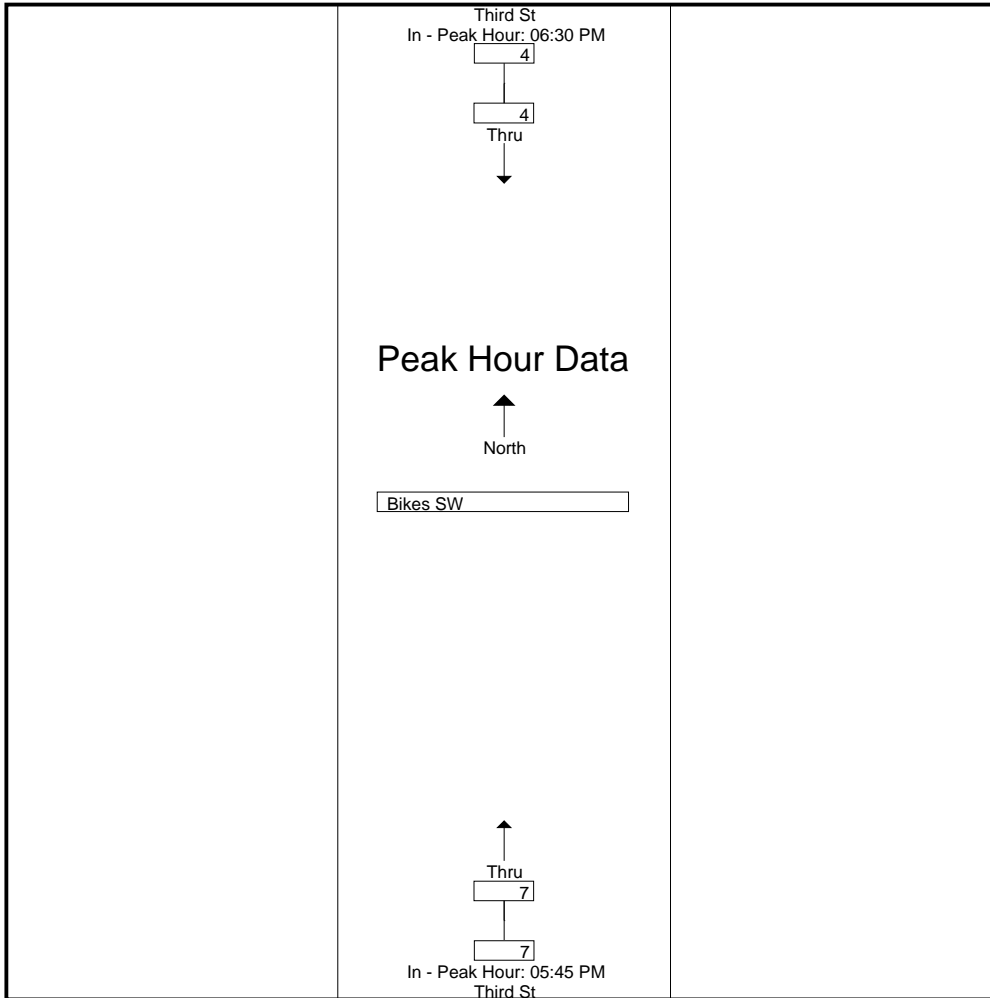 Third St
In - Peak Hour: 06:30 PM
4
4
Thru
Peak Hour Data
North
Bikes SW
Thru
7
7
In - Peak Hour: 05:45 PM
Third St